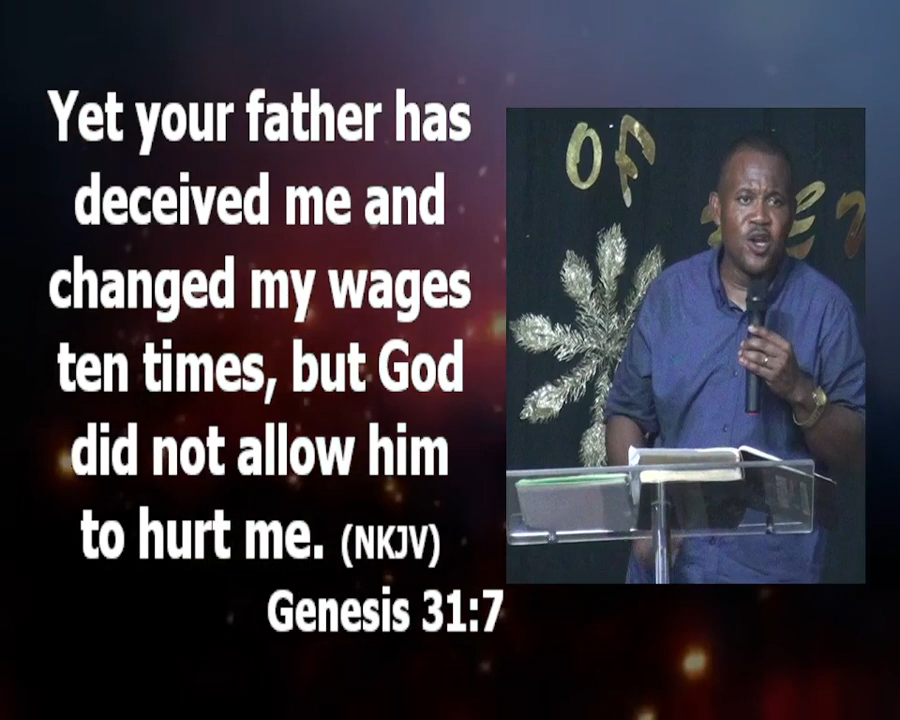 Yet your father has
deceived me and
changed my wages
ten times, but God
did not allow him
to hurt me. (NKJV)
Genesis 31:7
OF